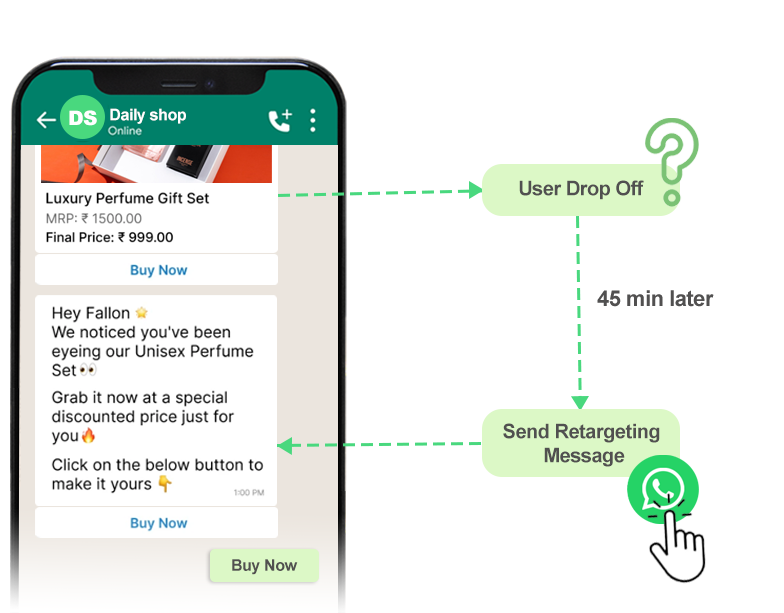 DS
Daily shop
Online
INCENSE
Luxury Perfume Gift Set
MRP: ₹ 1500.00
Final Price: ₹ 999.00
Buy Now
Hey Fallon ⭐
We noticed you've been
eyeing our Unisex Perfume
Set👀
Grab it now at a special
discounted price just for
you🔥
Click on the below button to
make it yours 👇
1:00 PM
Buy Now
Buy Now
User Drop Off
?
45 min later
Send Retargeting
Message